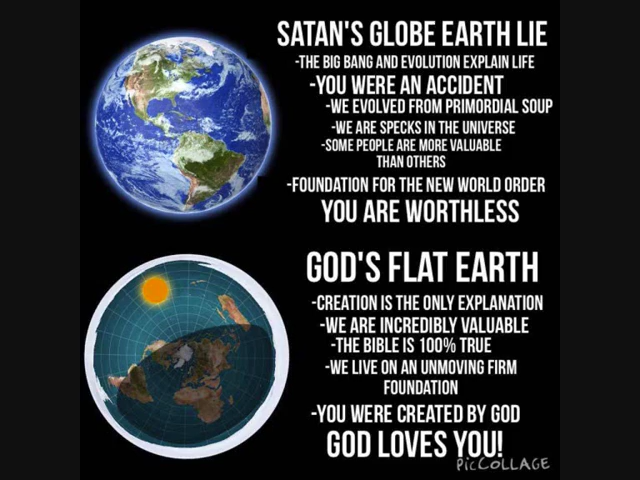 SATAN'S GLOBE EARTH LIE
-THE BIG BANG AND EVOLUTION EXPLAIN LIFE
-YOU WERE AN ACCIDENT
-WE EVOLVED FROM PRIMORDIAL SOUP
-WE ARE SPECKS IN THE UNIVERSE
-SOME PEOPLE ARE MORE VALUABLE
THAN OTHERS
-FOUNDATION FOR THE NEW WORLD ORDER
YOU ARE WORTHLESS
GOD'S FLAT EARTH
-CREATION IS THE ONLY EXPLANATION
-WE ARE INCREDIBLY VALUABLE
-THE BIBLE IS 100% TRUE
-WE LIVE ON AN UNMOVING FIRM
FOUNDATION
-YOU WERE CREATED BY GOD
GOD LOVES YOU!
PicCOLLAGE